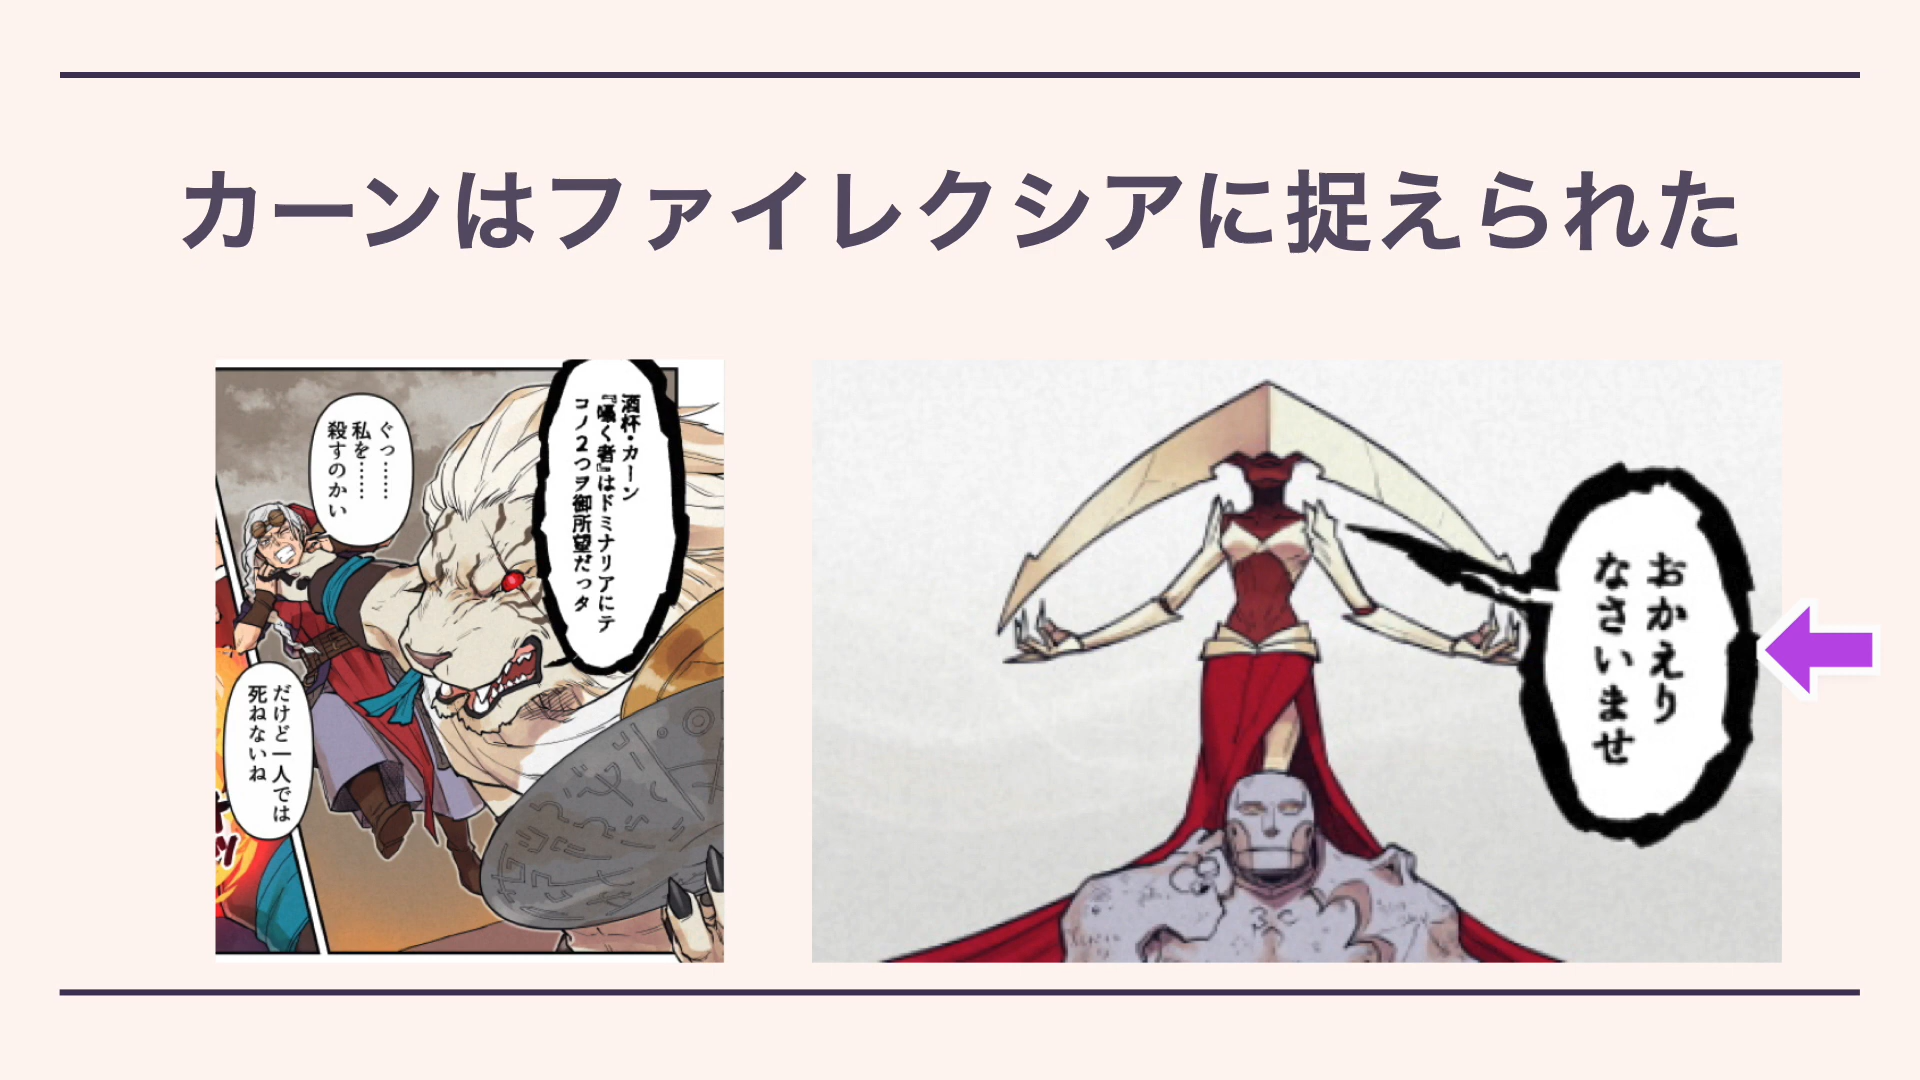 カーンはファイレクシアに捉えられた
酒杯・カーン
『囁く者』はドミナリアにテ
コノ2つヲ御所望だっタ
ぐっ……
私を……
殺すのかい
だけど一人では
死ねないね
おかえり
なさいませ